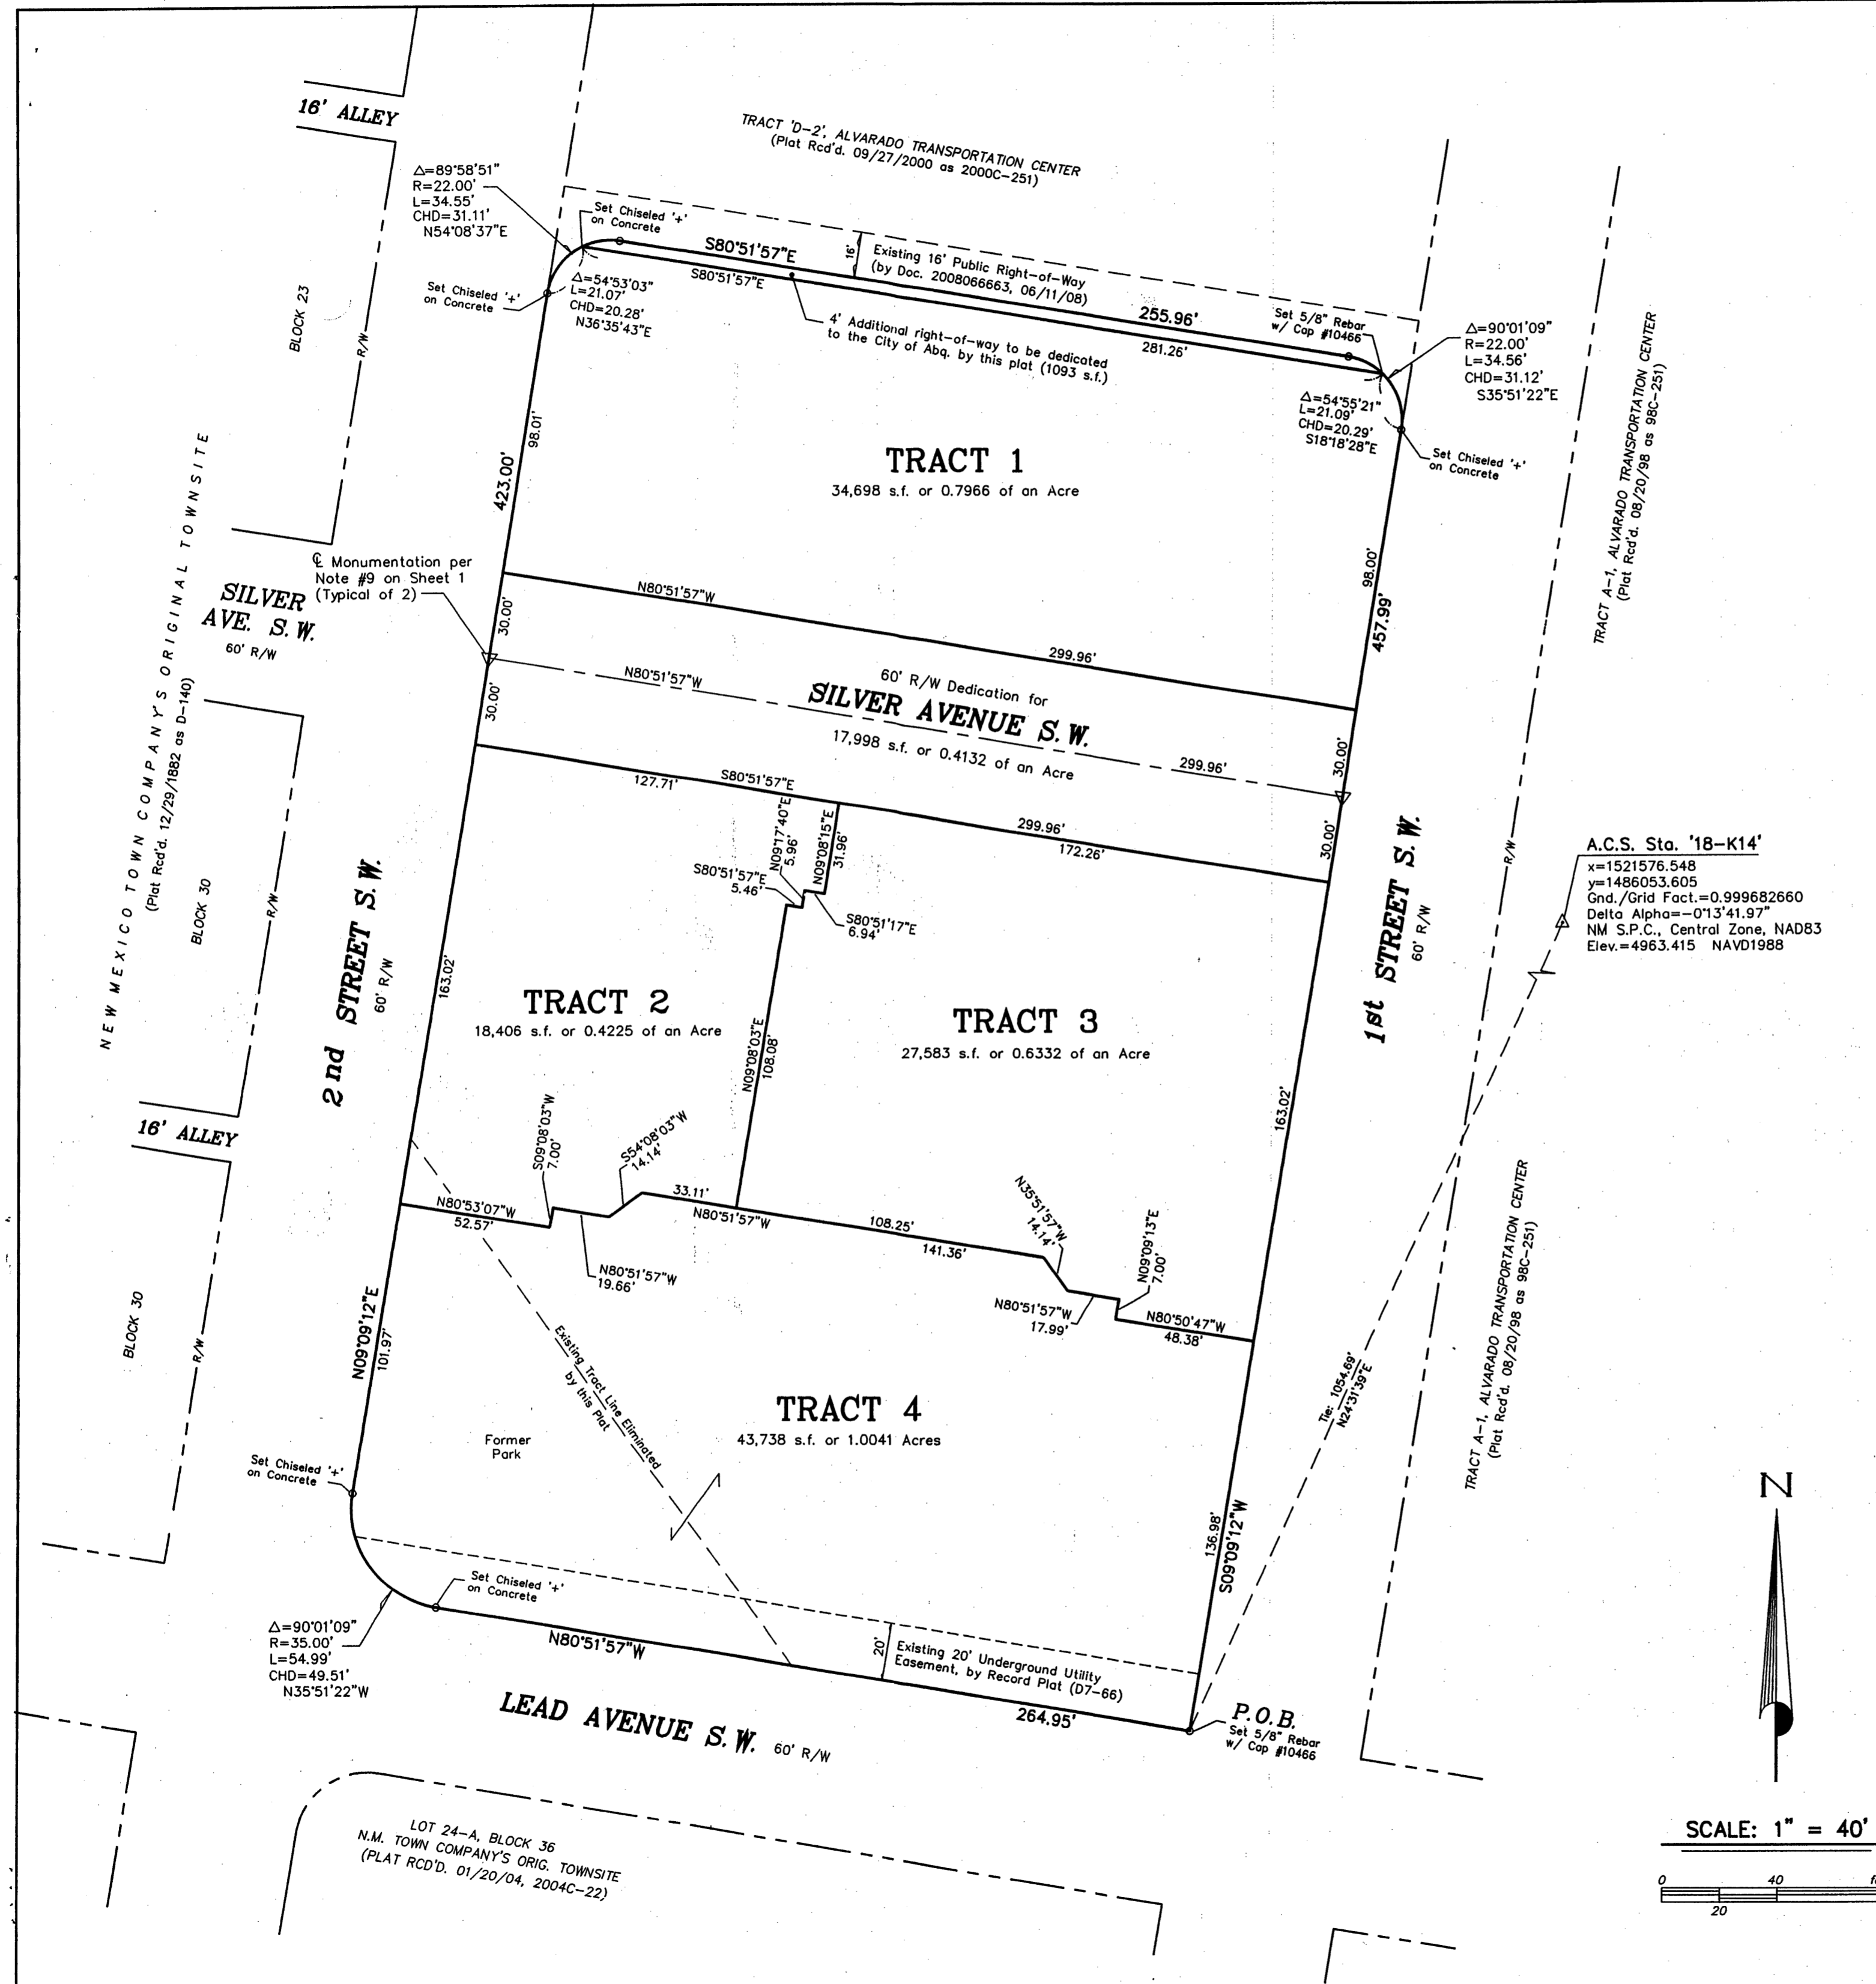 16' ALLEY
TRACT 'D-2', ALVARADO TRANSPORTATION CENTER
(Plat Rcd'd. 09/27/2000 as 2000C-251)
Δ=89°58'51"
R=22.00'
L=34.55'
CHD=31.11'
N54°08'37"E
Set Chiseled '+'
on Concrete
S80°51'57"E
S80°51'57"E
16'
Existing 16' Public Right-of-Way
(by Doc. 2008066663, 06/11/08)
255.96'
281.26'
Set 5/8" Rebar
w/ Cap #10466
Δ=90°01'09"
R=22.00'
L=34.56'
CHD=31.12'
S35°51'22"E
Set Chiseled '+'
on Concrete
Δ=54°53'03"
L=21.07'
CHD=20.28'
N36°35'43"E
4' Additional right-of-way to be dedicated
to the City of Abq. by this plat (1093 s.f.)
Δ=54°55'21"
L=21.09'
CHD=20.29'
S18°18'28"E
Set Chiseled '+'
on Concrete
BLOCK 23
R/W
TRACT A-1, ALVARADO TRANSPORTATION CENTER
(Plat Rcd'd. 08/20/98 as 98C-251)
98.01'
423.00'
TRACT 1
34,698 s.f. or 0.7966 of an Acre
98.00'
457.99'
NEW MEXICO TOWN COMPANY'S ORIGINAL TOWNSITE
(Plat Rcd'd. 12/29/1882 as D-140)
℄ Monumentation per
Note #9 on Sheet 1
(Typical of 2)
SILVER
AVE. S.W.
60' R/W
30.00'
N80°51'57"W
299.96'
30.00'
N80°51'57"W
60' R/W Dedication for
SILVER AVENUE S.W.
17,998 s.f. or 0.4132 of an Acre
299.96'
30.00'
30.00'
127.71'
S80°51'57"E
299.96'
172.26'
N09°17'40"E
5.96'
N09°08'15"E
31.96'
S80°51'57"E
5.46'
S80°51'17"E
6.94'
A.C.S. Sta. '18-K14'
x=1521576.548
y=1486053.605
Gnd./Grid Fact.=0.999682660
Delta Alpha=-0°13'41.97"
NM S.P.C., Central Zone, NAD83
Elev.=4963.415 NAVD1988
BLOCK 30
R/W
2nd STREET S.W.
60' R/W
163.02'
TRACT 2
18,406 s.f. or 0.4225 of an Acre
N09°08'03"E
108.08'
TRACT 3
27,583 s.f. or 0.6332 of an Acre
1st STREET S.W.
60' R/W
R/W
163.02'
16' ALLEY
S09°08'03"W
7.00'
S54°08'03"W
14.14'
N80°53'07"W
52.57'
N80°51'57"W
19.66'
33.11'
N80°51'57"W
108.25'
141.36'
N35°51'57"W
14.14'
N09°09'13"E
7.00'
N80°51'57"W
17.99'
N80°50'47"W
48.38'
BLOCK 30
R/W
N09°09'12"E
101.97'
Existing Tract Line Eliminated
by this Plat
Former
Park
TRACT 4
43,738 s.f. or 1.0041 Acres
Tie: 1054.69'
N24°31'39"E
TRACT A-1, ALVARADO TRANSPORTATION CENTER
(Plat Rcd'd. 08/20/98 as 98C-251)
136.98'
S09°09'12"W
Set Chiseled '+'
on Concrete
Set Chiseled '+'
on Concrete
Δ=90°01'09"
R=35.00'
L=54.99'
CHD=49.51'
N35°51'22"W
N80°51'57"W
20'
Existing 20' Underground Utility
Easement, by Record Plat (D7-66)
264.95'
P.O.B.
Set 5/8" Rebar
w/ Cap #10466
LEAD AVENUE S.W. 60' R/W
LOT 24-A, BLOCK 36
N.M. TOWN COMPANY'S ORIG. TOWNSITE
(PLAT RCD'D. 01/20/04, 2004C-22)
N
SCALE: 1" = 40'
0 40
20